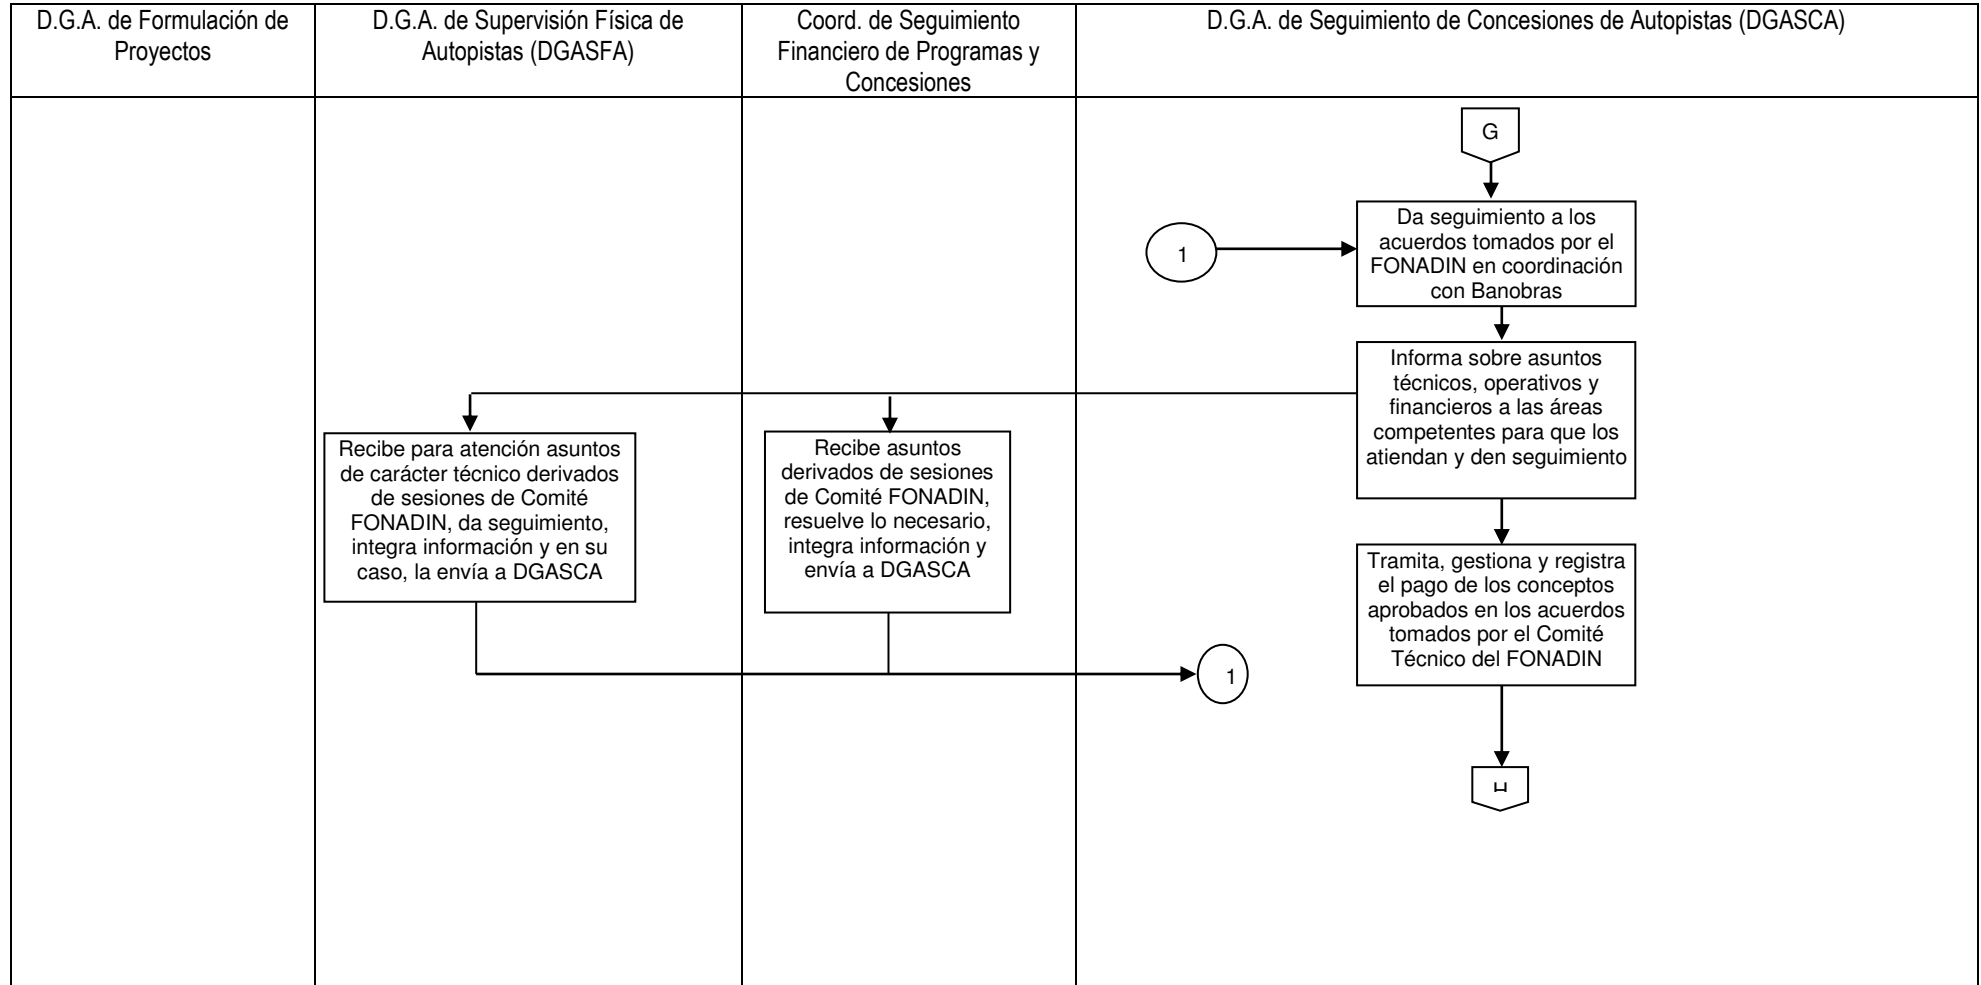 D.G.A. de Formulación de
Proyectos
D.G.A. de Supervisión Física de
Autopistas (DGASFA)
Coord. de Seguimiento
Financiero de Programas y
Concesiones
D.G.A. de Seguimiento de Concesiones de Autopistas (DGASCA)
G
1
Da seguimiento a los
acuerdos tomados por el
FONADIN en coordinación
con Banobras
Informa sobre asuntos
técnicos, operativos y
financieros a las áreas
competentes para que los
atiendan y den seguimiento
Recibe para atención asuntos
de carácter técnico derivados
de sesiones de Comité
FONADIN, da seguimiento,
integra información y en su
caso, la envía a DGASCA
Recibe asuntos
derivados de sesiones
de Comité FONADIN,
resuelve lo necesario,
integra información y
envía a DGASCA
Tramita, gestiona y registra
el pago de los conceptos
aprobados en los acuerdos
tomados por el Comité
Técnico del FONADIN
1
H